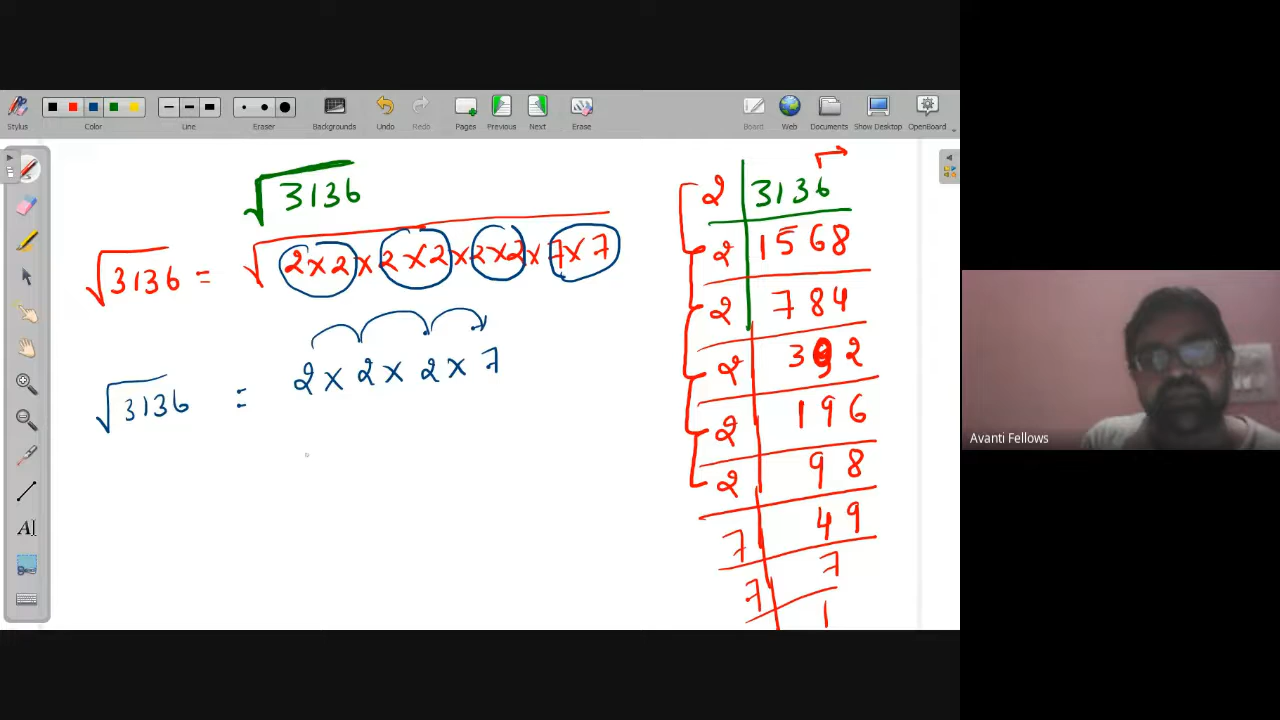 Stylus Color Line Eraser Backgrounds Undo Redo Pages Previous Next Erase Board Web Documents Show Desktop OpenBoard
√3136
√3136 = √2×2×2×2×2×2×7×7
√3136 = 2×2×2×7
2 3136
2 1568
2 784
2 392
2 196
2 98
7 49
7 7
1
Avanti Fellows